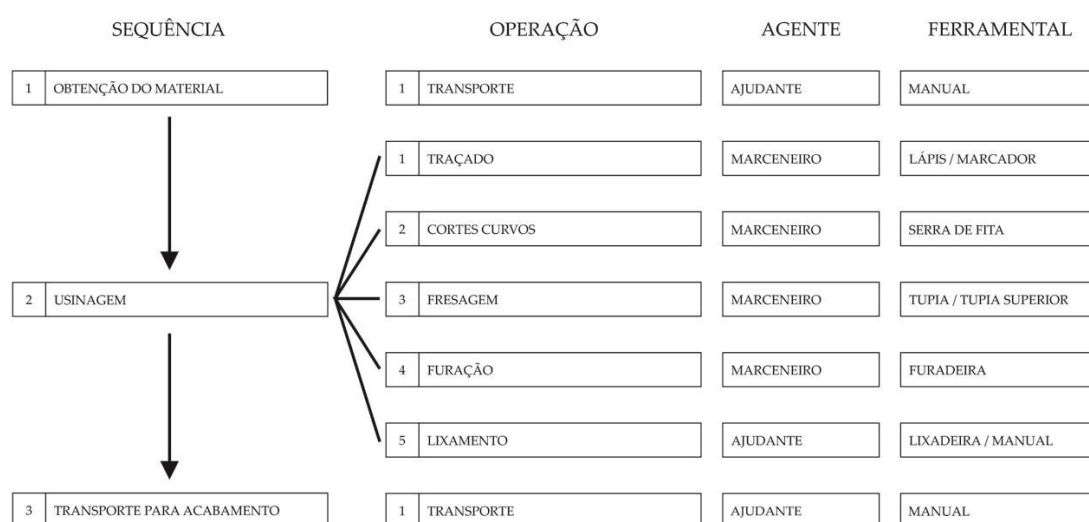 SEQUÊNCIA OPERAÇÃO AGENTE FERRAMENTAL
1 OBTENÇÃO DO MATERIAL 1 TRANSPORTE AJUDANTE MANUAL
1 TRAÇADO MARCENEIRO LÁPIS / MARCADOR
2 CORTES CURVOS MARCENEIRO SERRA DE FITA
2 USINAGEM 3 FRESAGEM MARCENEIRO TUPIA / TUPIA SUPERIOR
4 FURAÇÃO MARCENEIRO FURADEIRA
5 LIXAMENTO AJUDANTE LIXADEIRA / MANUAL
3 TRANSPORTE PARA ACABAMENTO 1 TRANSPORTE AJUDANTE MANUAL